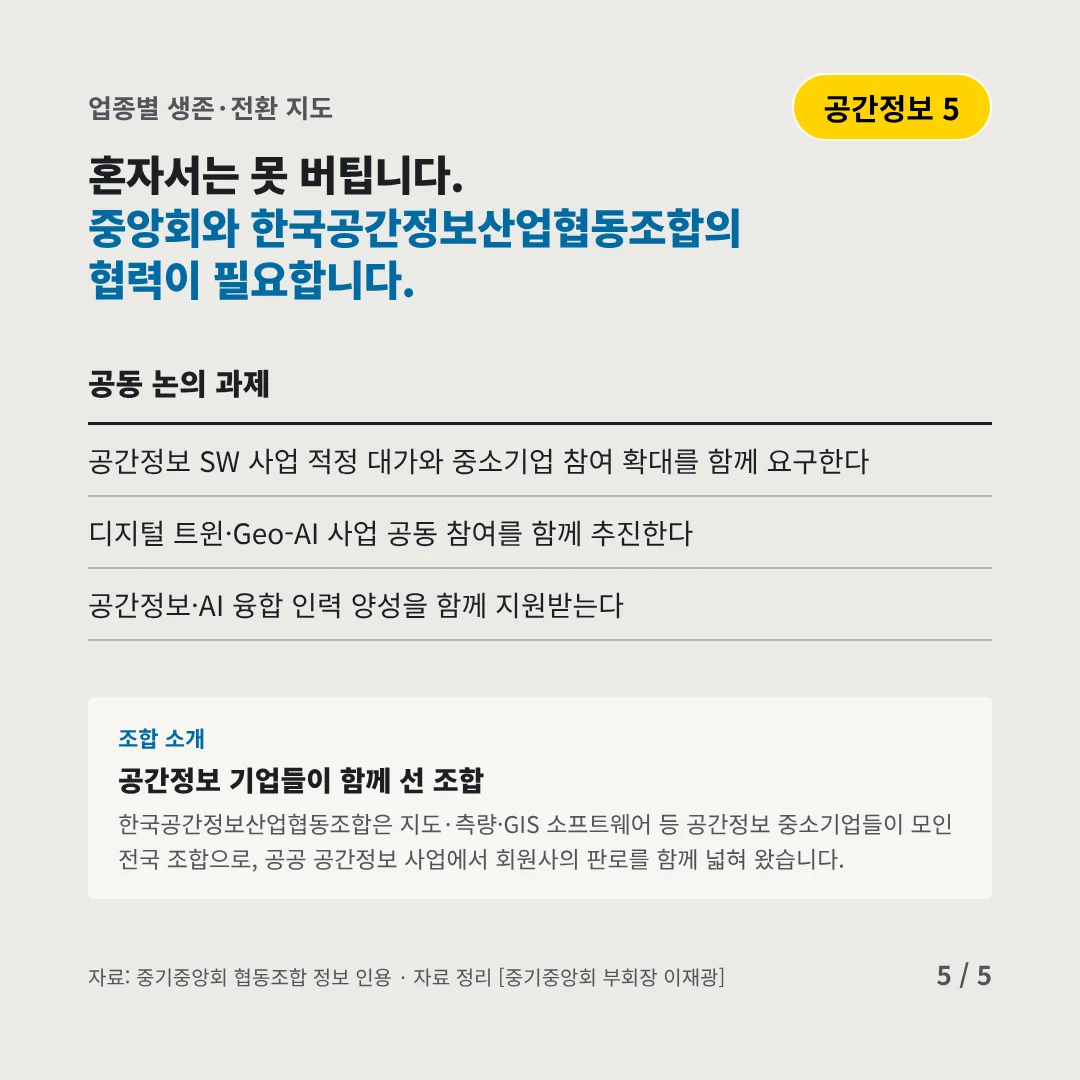 업종별 생존·전환 지도
공간정보 5
혼자서는 못 버팁니다.
중앙회와 한국공간정보산업협동조합의
협력이 필요합니다.
공동 논의 과제
공간정보 SW 사업 적정 대가와 중소기업 참여 확대를 함께 요구한다
디지털 트윈·Geo-AI 사업 공동 참여를 함께 추진한다
공간정보·AI 융합 인력 양성을 함께 지원받는다
조합 소개
공간정보 기업들이 함께 선 조합
한국공간정보산업협동조합은 지도·측량·GIS 소프트웨어 등 공간정보 중소기업들이 모인
전국 조합으로, 공공 공간정보 사업에서 회원사의 판로를 함께 넓혀 왔습니다.
자료: 중기중앙회 협동조합 정보 인용 · 자료 정리 [중기중앙회 부회장 이재광]
5 / 5